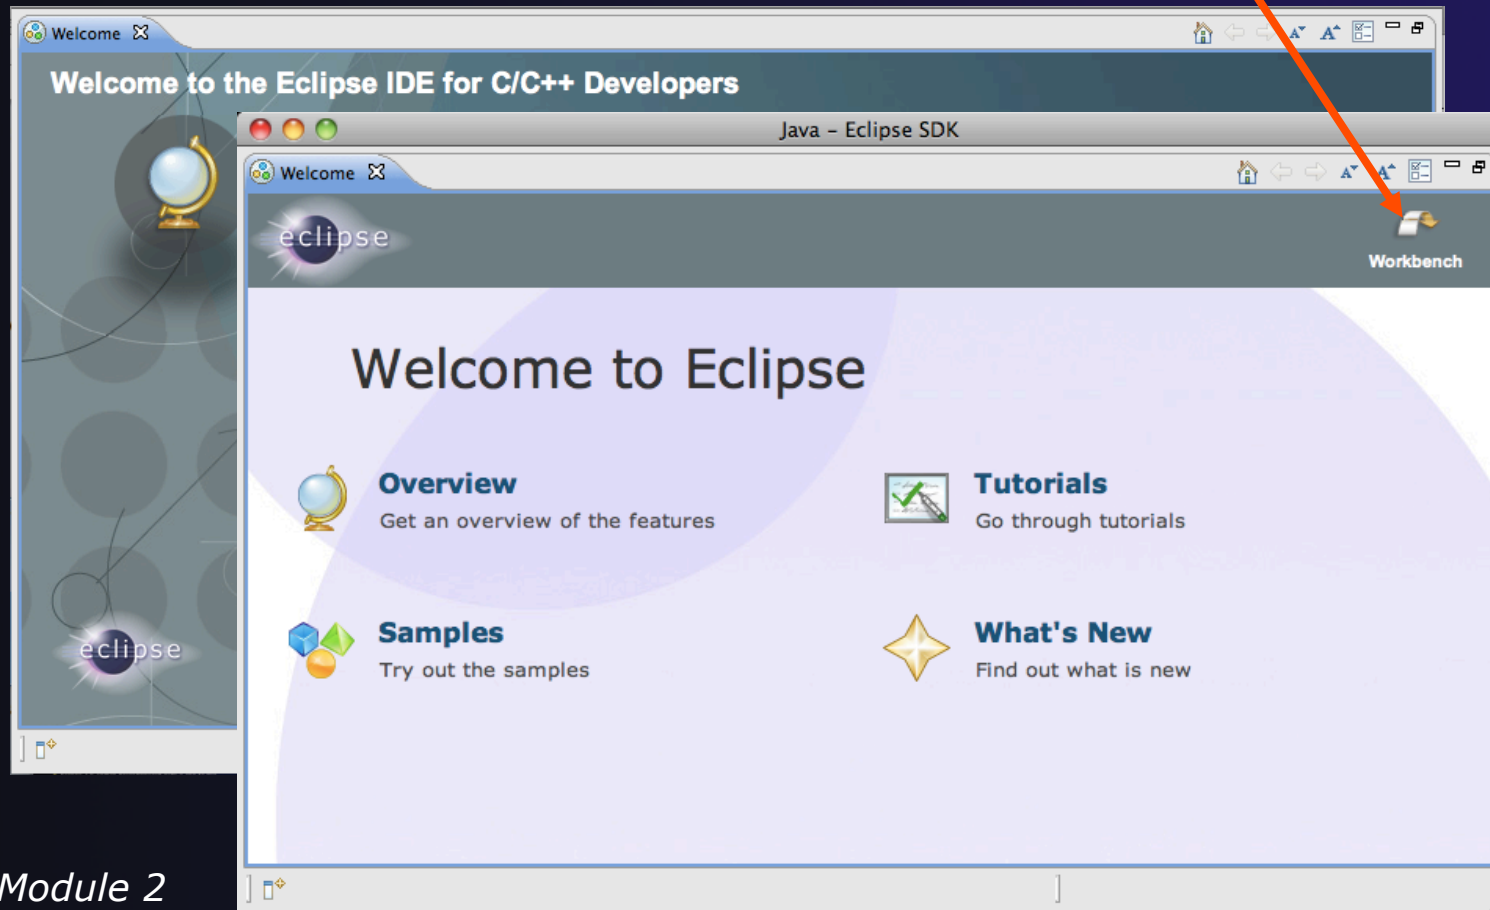 Welcome
Welcome to the Eclipse IDE for C/C++ Developers
Java – Eclipse SDK
Welcome
eclipse
Workbench
Welcome to Eclipse
Overview
Get an overview of the features
Tutorials
Go through tutorials
Samples
Try out the samples
What's New
Find out what is new
eclipse
Module 2